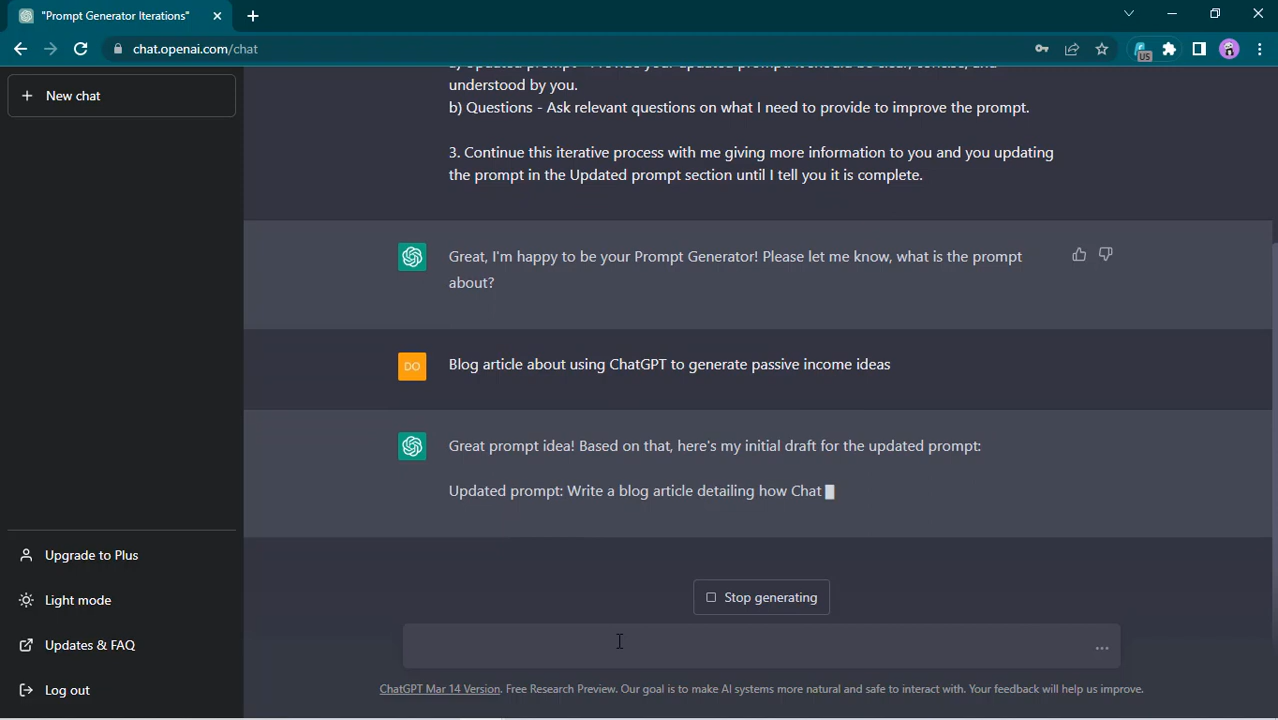 "Prompt Generator Iterations"
chat.openai.com/chat
US
New chat
understood by you.
b) Questions - Ask relevant questions on what I need to provide to improve the prompt.
3. Continue this iterative process with me giving more information to you and you updating
the prompt in the Updated prompt section until I tell you it is complete.
Great, I'm happy to be your Prompt Generator! Please let me know, what is the prompt
about?
DO
Blog article about using ChatGPT to generate passive income ideas
Great prompt idea! Based on that, here's my initial draft for the updated prompt:
Updated prompt: Write a blog article detailing how Chat
Stop generating
Upgrade to Plus
Light mode
Updates & FAQ
Log out
ChatGPT Mar 14 Version. Free Research Preview. Our goal is to make AI systems more natural and safe to interact with. Your feedback will help us improve.